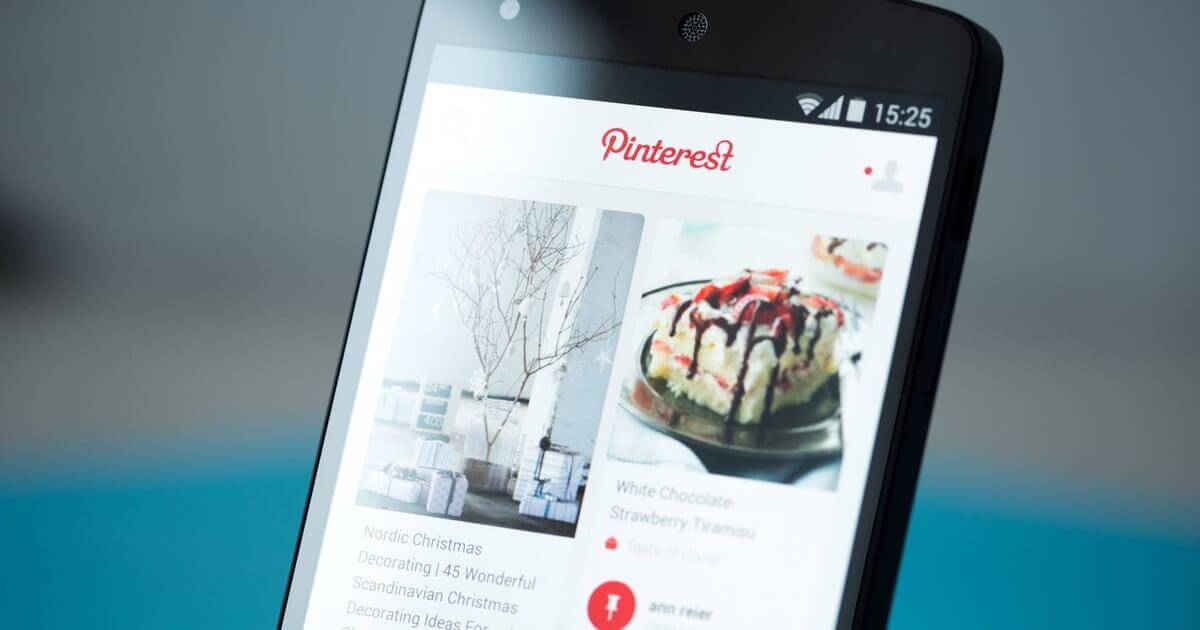 15:25
Pinterest
Nordic Christmas
Decorating | 45 Wonderful
Scandinavian Christmas
Decorating Ideas For
White Chocolate-
Strawberry Tiramisu
Taste of Home
ann reier